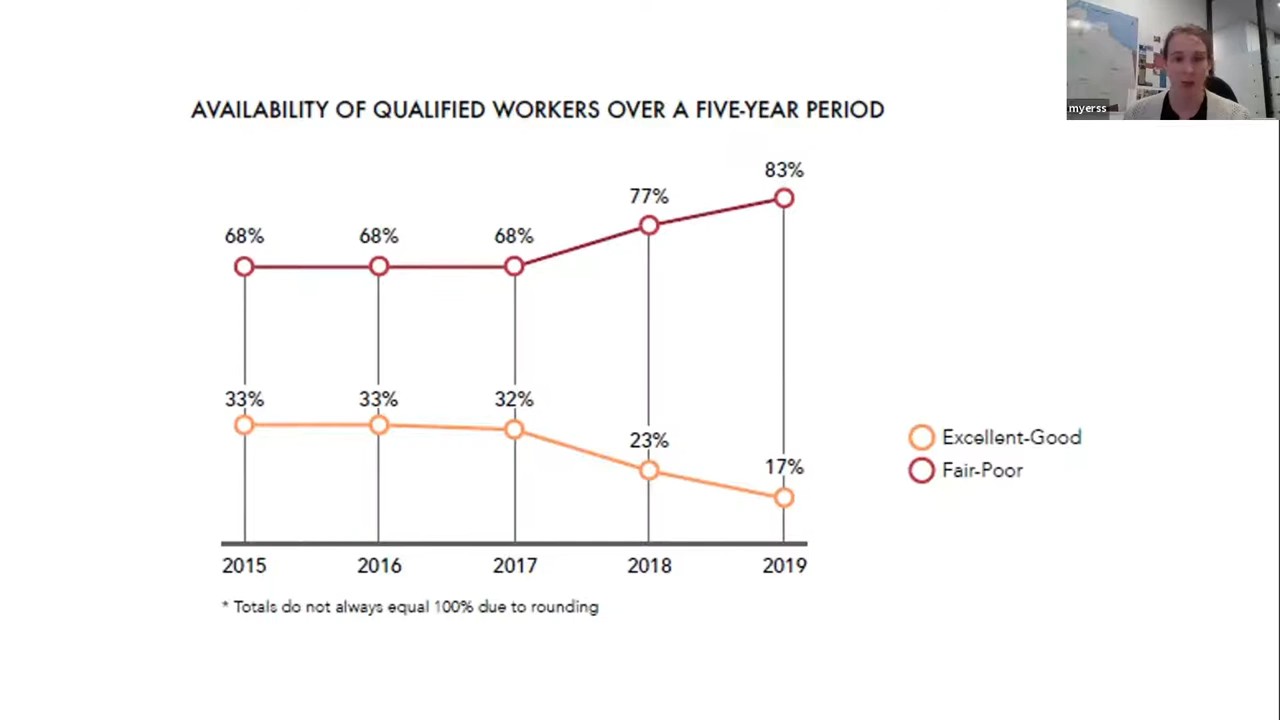 myerss
AVAILABILITY OF QUALIFIED WORKERS OVER A FIVE-YEAR PERIOD
83%
77%
68% 68% 68%
33% 33% 32%
23%
17%
Excellent-Good
Fair-Poor
2015 2016 2017 2018 2019
* Totals do not always equal 100% due to rounding